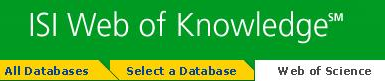 ISI Web of Knowledge℠
All Databases Select a Database Web of Science